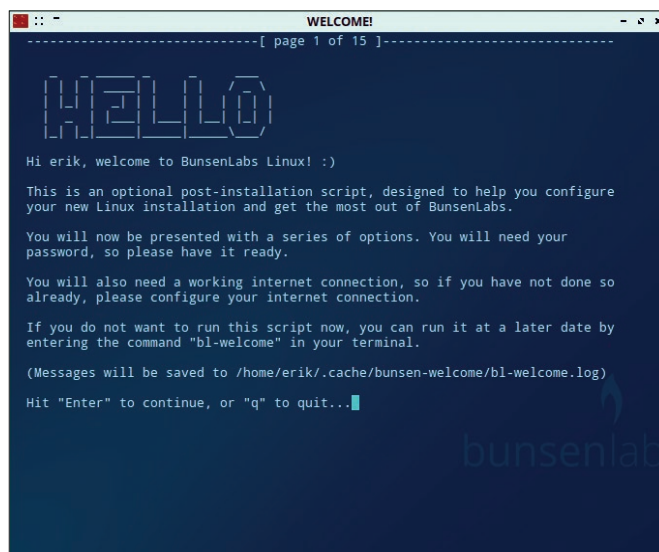 WELCOME!
------------------------------[ page 1 of 15 ]------------------------------
HELLO
Hi erik, welcome to BunsenLabs Linux! :)
This is an optional post-installation script, designed to help you configure
your new Linux installation and get the most out of BunsenLabs.
You will now be presented with a series of options. You will need your
password, so please have it ready.
You will also need a working internet connection, so if you have not done so
already, please configure your internet connection.
If you do not want to run this script now, you can run it at a later date by
entering the command "bl-welcome" in your terminal.
(Messages will be saved to /home/erik/.cache/bunsen-welcome/bl-welcome.log)
Hit "Enter" to continue, or "q" to quit...
bunsenlab